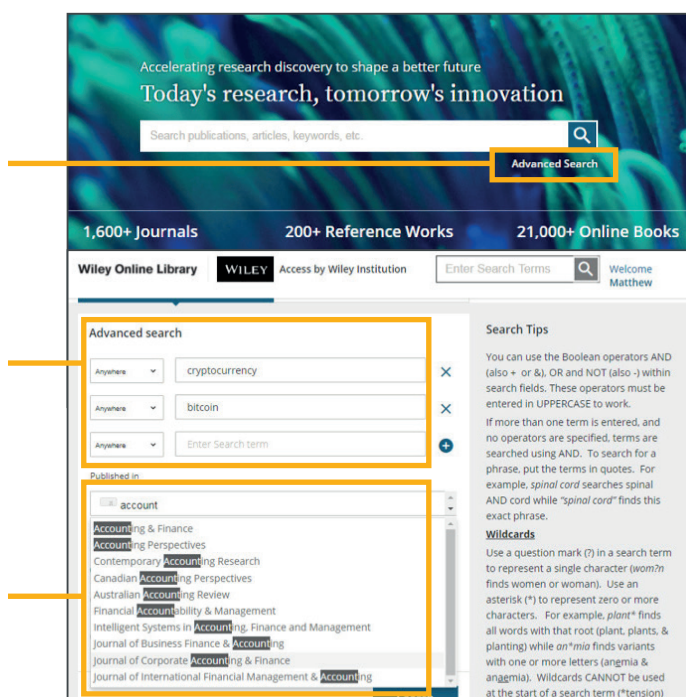 Accelerating research discovery to shape a better future
Today's research, tomorrow's innovation
Search publications, articles, keywords, etc.
Advanced Search
1,600+ Journals
200+ Reference Works
21,000+ Online Books
Wiley Online Library
WILEY
Access by Wiley Institution
Enter Search Terms
Welcome
Matthew
Advanced search
Anywhere
cryptocurrency
Anywhere
bitcoin
Anywhere
Enter Search term
Published in
account
Accounting & Finance
Accounting Perspectives
Contemporary Accounting Research
Canadian Accounting Perspectives
Australian Accounting Review
Financial Accountability & Management
Intelligent Systems in Accounting, Finance and Management
Journal of Business Finance & Accounting
Journal of Corporate Accounting & Finance
Journal of International Financial Management & Accounting
Search Tips
You can use the Boolean operators AND
(also + or &), OR and NOT (also -) within
search fields. These operators must be
entered in UPPERCASE to work.
If more than one term is entered, and
no operators are specified, terms are
searched using AND. To search for a
phrase, put the terms in quotes. For
example, spinal cord searches spinal
AND cord while "spinal cord" finds this
exact phrase.
Wildcards
Use a question mark (?) in a search term
to represent a single character (wom?n
finds women or woman). Use an
asterisk (*) to represent zero or more
characters. For example, plant* finds
all words with that root (plant, plants, &
planting) while an*mia finds variants
with one or more letters (anemia &
anaemia). Wildcards CANNOT be used
at the start of a search term (*tension)